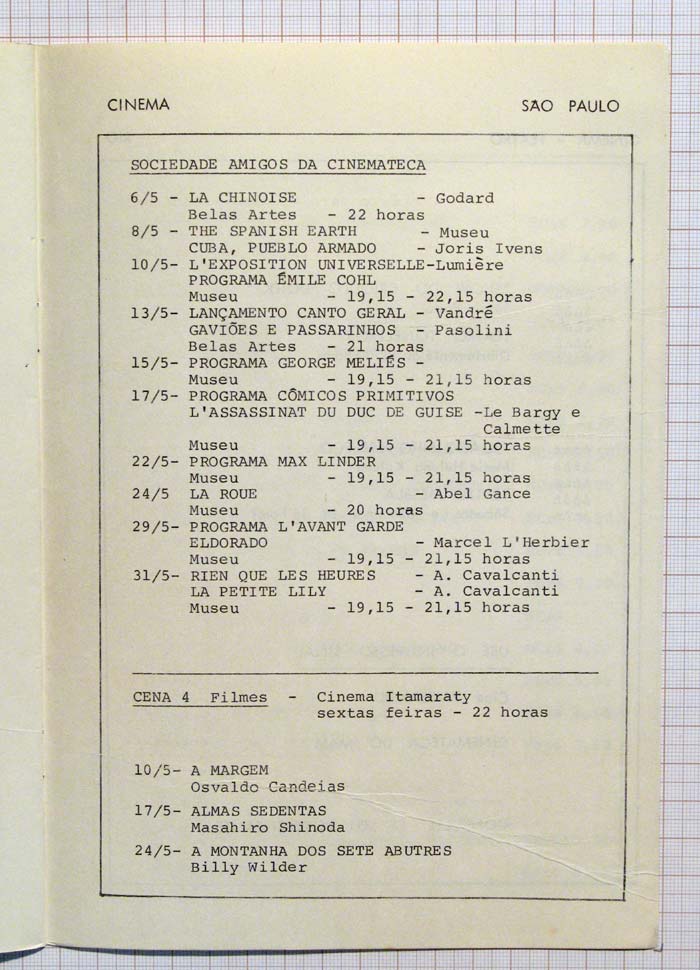 CINEMA SÃO PAULO
SOCIEDADE AMIGOS DA CINEMATECA
6/5 - LA CHINOISE - Godard
Belas Artes - 22 horas
8/5 - THE SPANISH EARTH - Museu
CUBA, PUEBLO ARMADO - Joris Ivens
10/5- L'EXPOSITION UNIVERSELLE-Lumière
PROGRAMA ÉMILE COHL
Museu - 19,15 - 22,15 horas
13/5- LANÇAMENTO CANTO GERAL - Vandré
GAVIÕES E PASSARINHOS - Pasolini
Belas Artes - 21 horas
15/5- PROGRAMA GEORGE MELIÉS -
Museu - 19,15 - 21,15 horas
17/5- PROGRAMA CÔMICOS PRIMITIVOS
L'ASSASSINAT DU DUC DE GUISE -Le Bargy e
Calmette
Museu - 19,15 - 21,15 horas
22/5- PROGRAMA MAX LINDER
Museu - 19,15 - 21,15 horas
24/5 LA ROUE - Abel Gance
Museu - 20 horas
29/5- PROGRAMA L'AVANT GARDE
ELDORADO - Marcel L'Herbier
Museu - 19,15 - 21,15 horas
31/5- RIEN QUE LES HEURES - A. Cavalcanti
LA PETITE LILY - A. Cavalcanti
Museu - 19,15 - 21,15 horas
CENA 4 Filmes - Cinema Itamaraty
sextas feiras - 22 horas
10/5- A MARGEM
Osvaldo Candeias
17/5- ALMAS SEDENTAS
Masahiro Shinoda
24/5- A MONTANHA DOS SETE ABUTRES
Billy Wilder